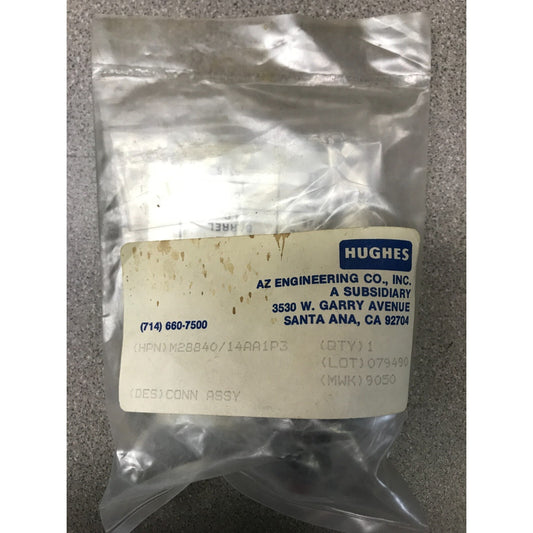 HUGHES
AZ ENGINEERING CO., INC.
A SUBSIDIARY
3530 W. GARRY AVENUE
(714) 660-7500 SANTA ANA, CA 92704
(HPN)M28840/14AA1P3 (QTY)1
(LOT)079490
(MWK)9050
(DES)CONN ASSY